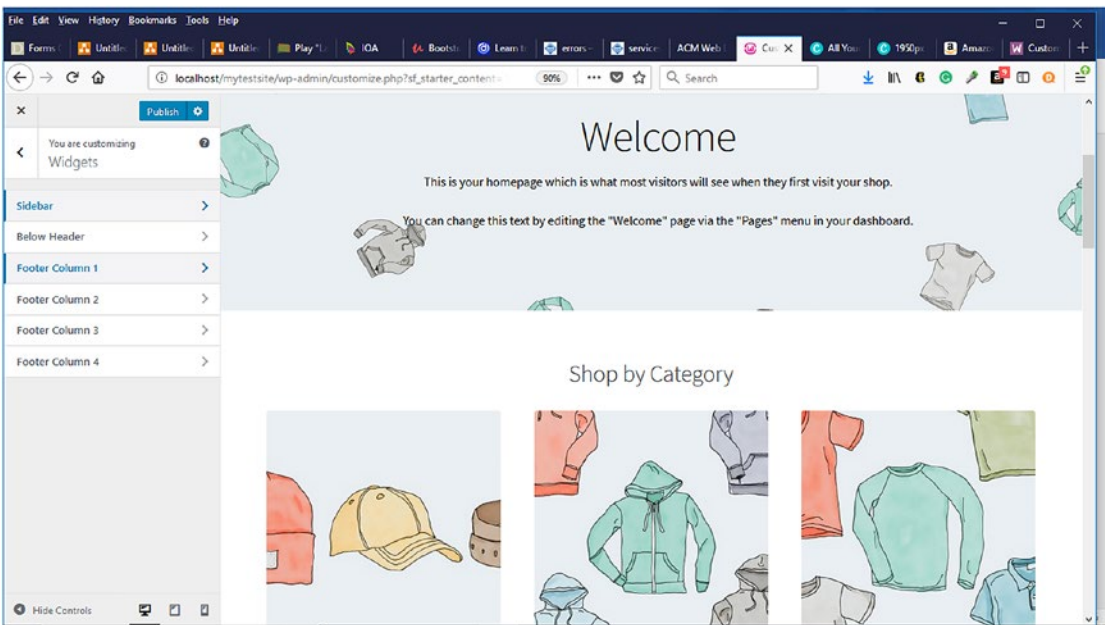 File Edit View History Bookmarks Tools Help
Forms Untitle Untitle Untitle Play "L IOA Bootst Learn t errors - service ACM Web Cus X All You 1950p Amazo Custom
localhost/mytestsite/wp-admin/customize.php?sf_starter_content= 90% Search
Publish
You are customizing
Widgets
Sidebar
Below Header
Footer Column 1
Footer Column 2
Footer Column 3
Footer Column 4
Hide Controls
Welcome
This is your homepage which is what most visitors will see when they first visit your shop.
You can change this text by editing the "Welcome" page via the "Pages" menu in your dashboard.
Shop by Category